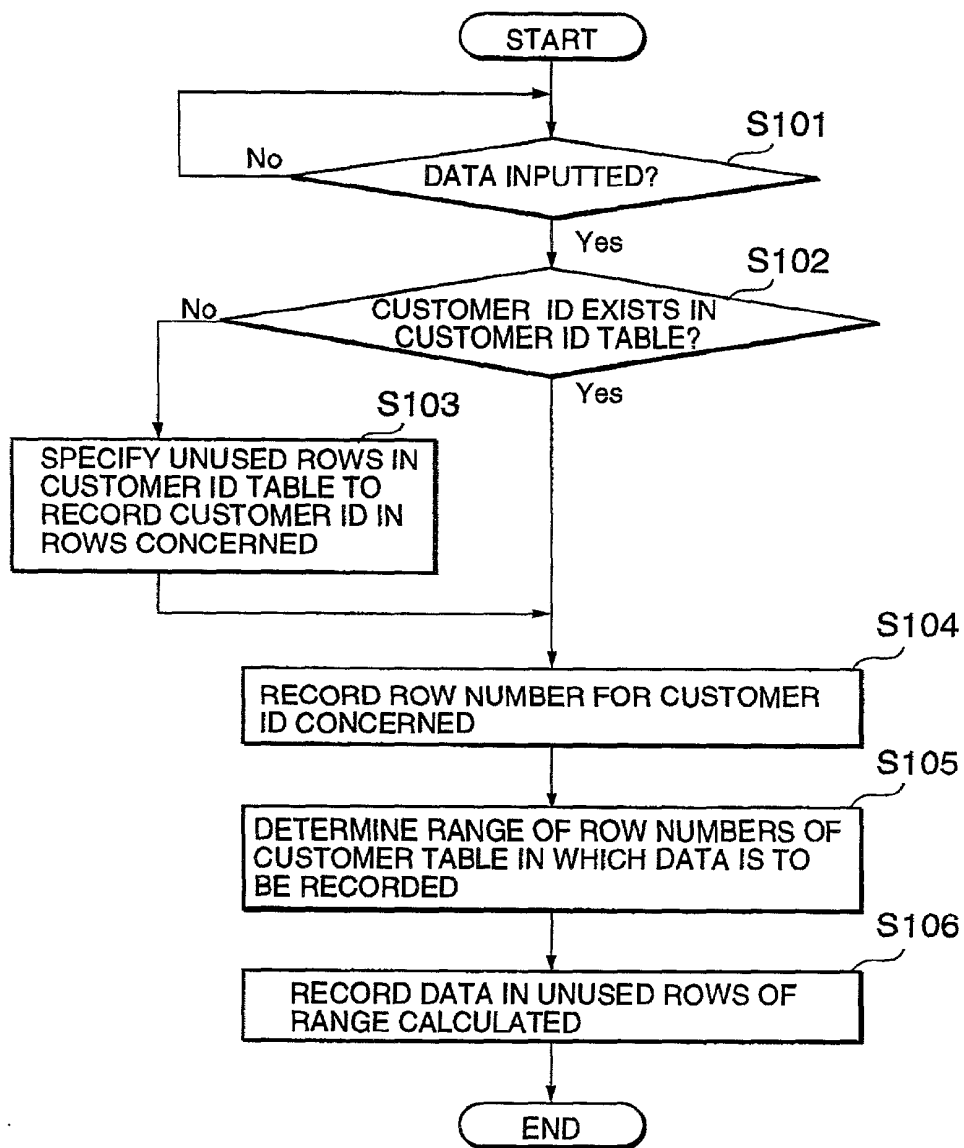 START
S101
No
DATA INPUTTED?
Yes
S102
No
CUSTOMER ID EXISTS IN
CUSTOMER ID TABLE?
Yes
S103
SPECIFY UNUSED ROWS IN
CUSTOMER ID TABLE TO
RECORD CUSTOMER ID IN
ROWS CONCERNED
S104
RECORD ROW NUMBER FOR CUSTOMER
ID CONCERNED
S105
DETERMINE RANGE OF ROW NUMBERS OF
CUSTOMER TABLE IN WHICH DATA IS TO
BE RECORDED
S106
RECORD DATA IN UNUSED ROWS OF
RANGE CALCULATED
END